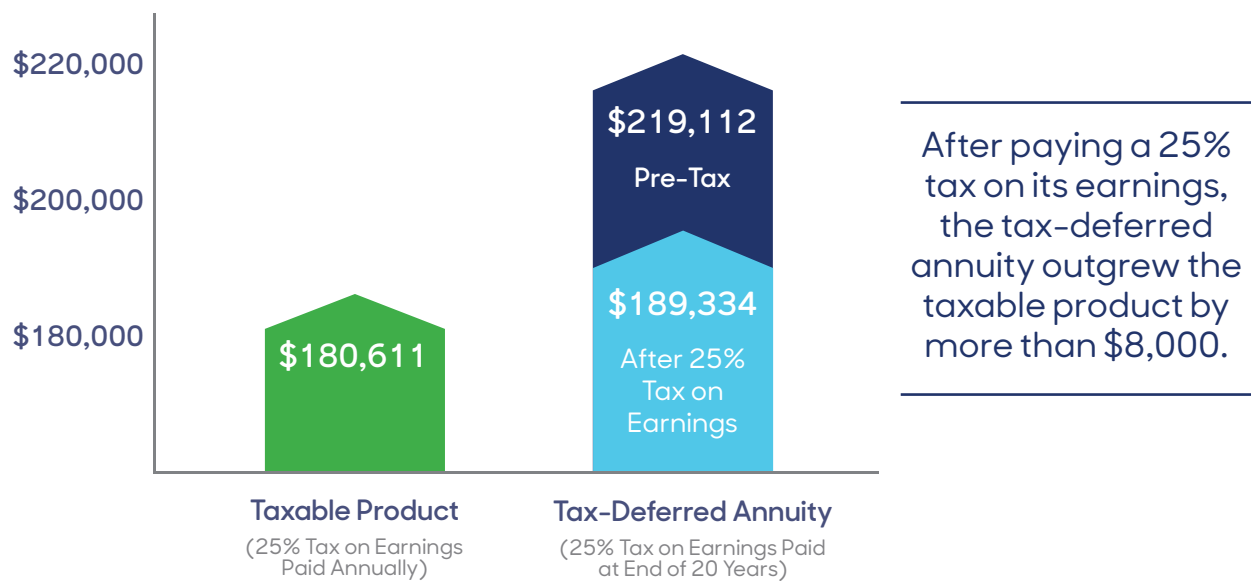 $220,000
$200,000
$180,000
$180,611
$219,112
Pre-Tax
$189,334
After 25%
Tax on
Earnings
Taxable Product
(25% Tax on Earnings
Paid Annually)
Tax-Deferred Annuity
(25% Tax on Earnings Paid
at End of 20 Years)
After paying a 25%
tax on its earnings,
the tax-deferred
annuity outgrew the
taxable product by
more than $8,000.